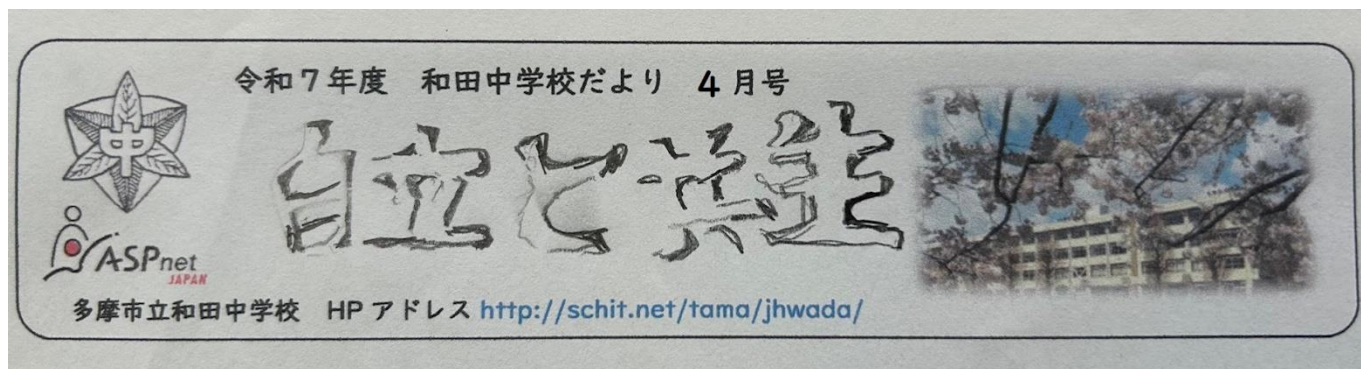 令和7年度　和田中学校だより　4月号
自立と共生
中
ASPnet
JAPAN
多摩市立和田中学校　HP アドレス http://schit.net/tama/jhwada/